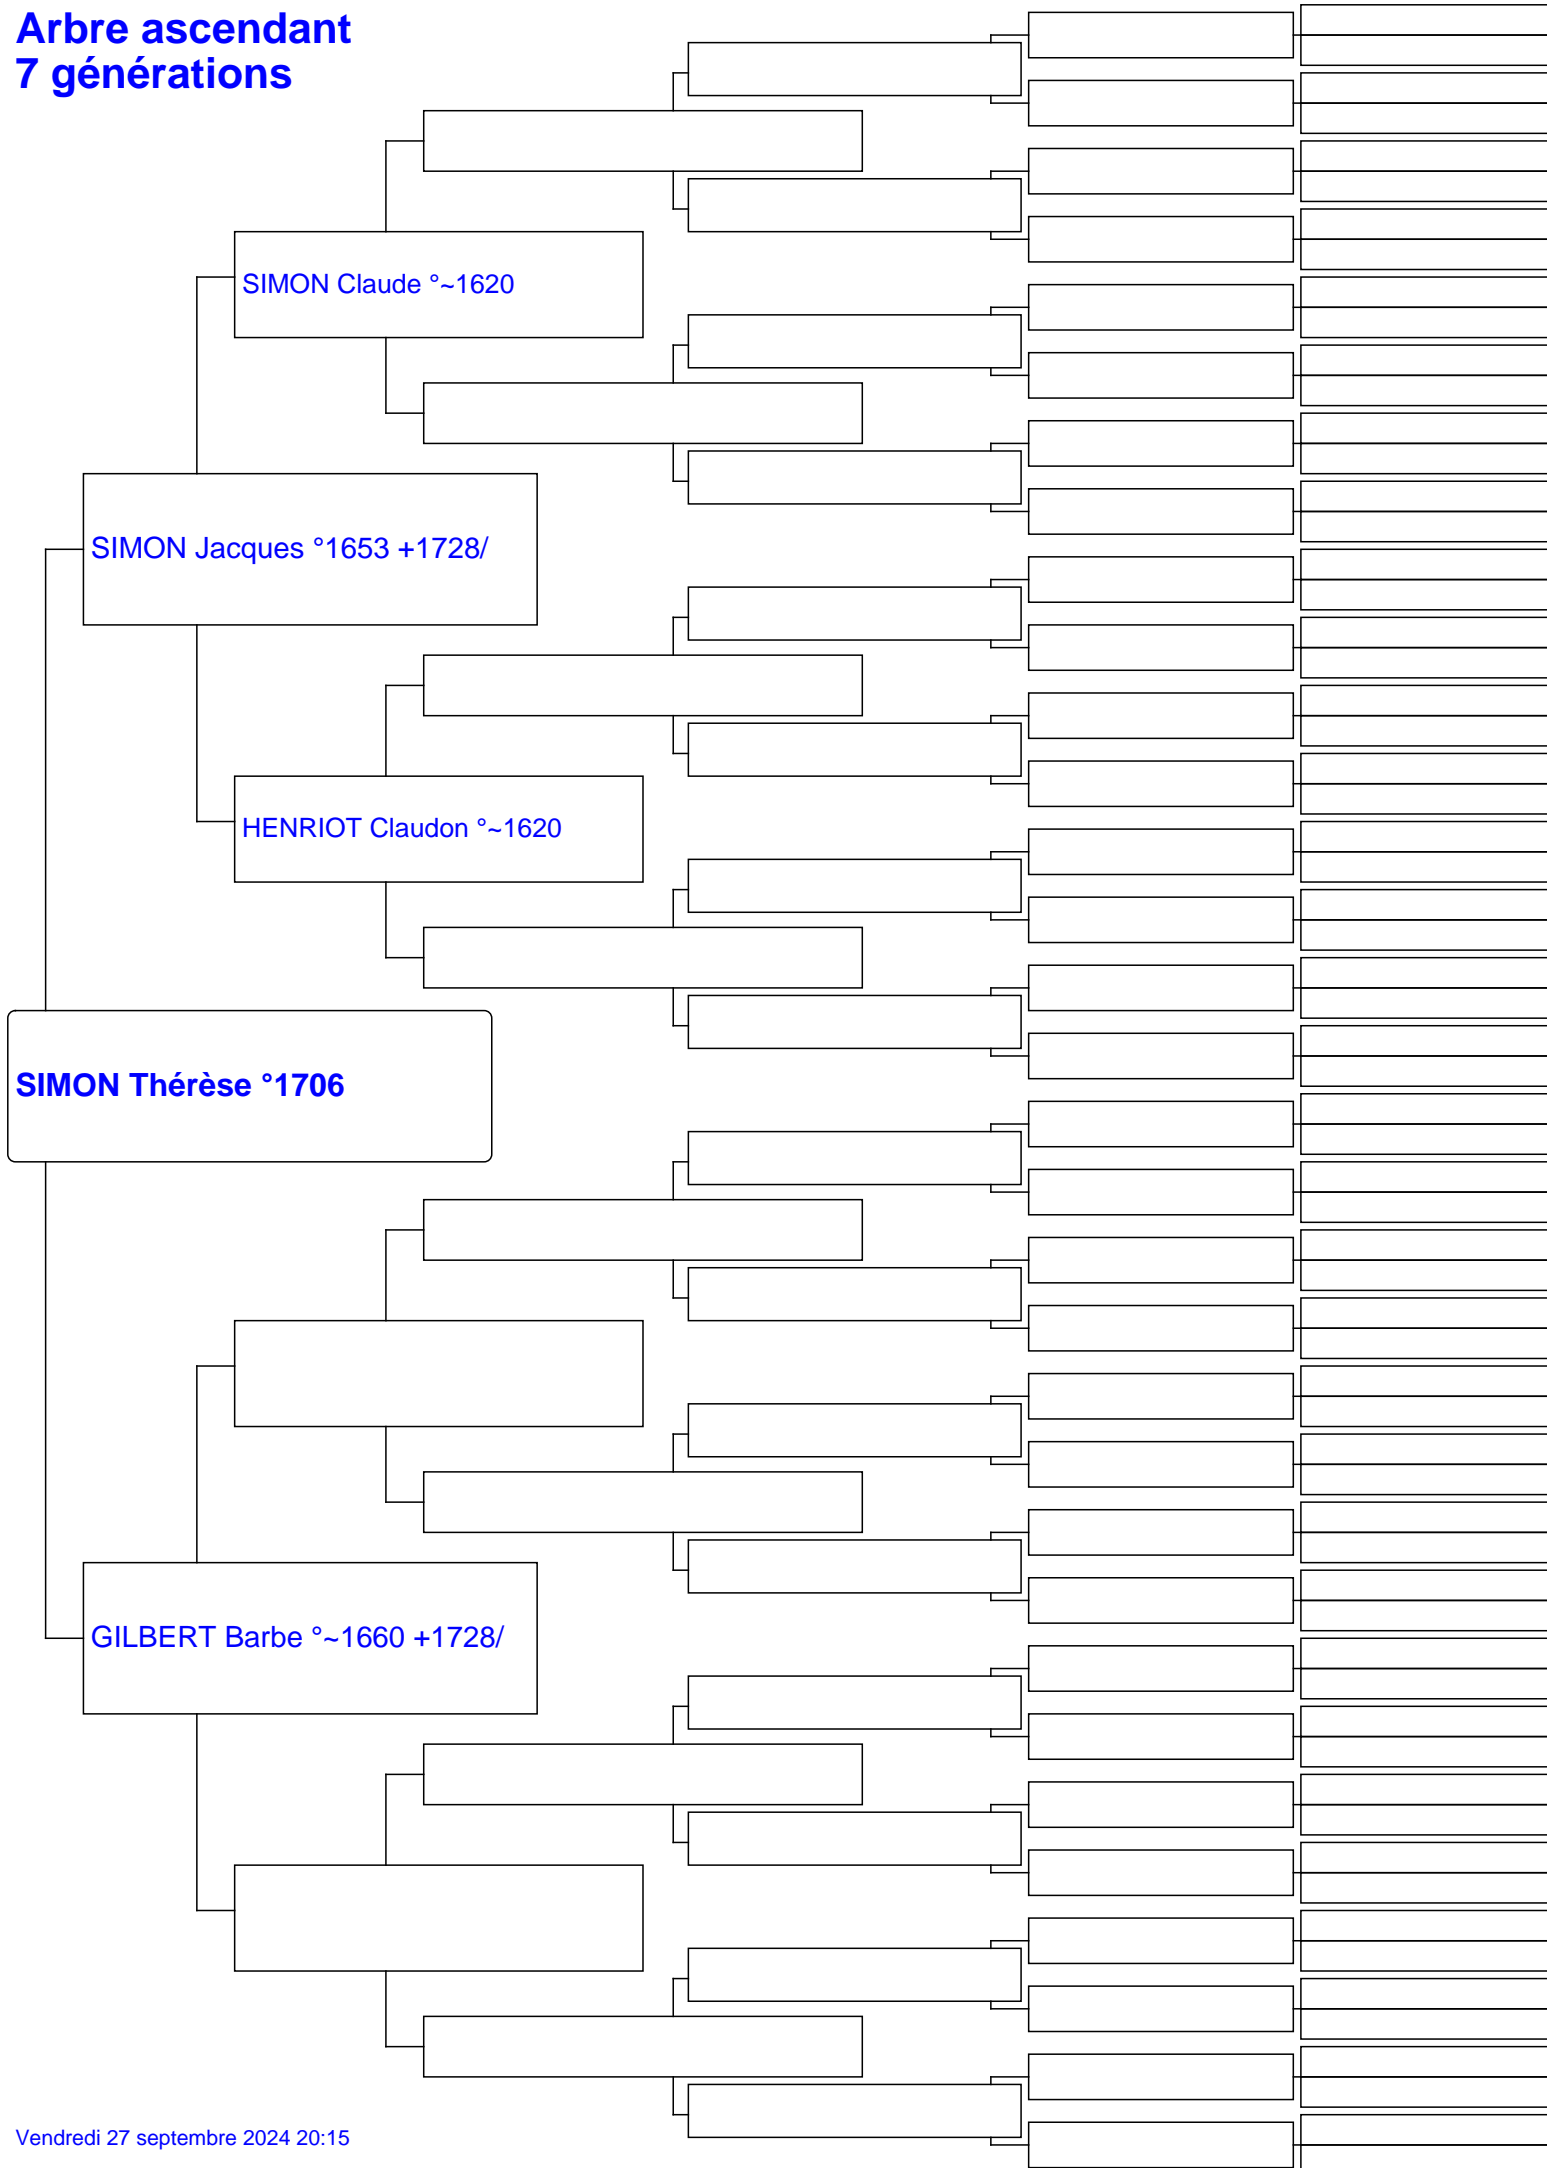 Arbre ascendant
7 générations
SIMON Claude °~1620
SIMON Jacques °1653 +1728/
HENRIOT Claudon °~1620
SIMON Thérèse °1706
GILBERT Barbe °~1660 +1728/
Vendredi 27 septembre 2024 20:15